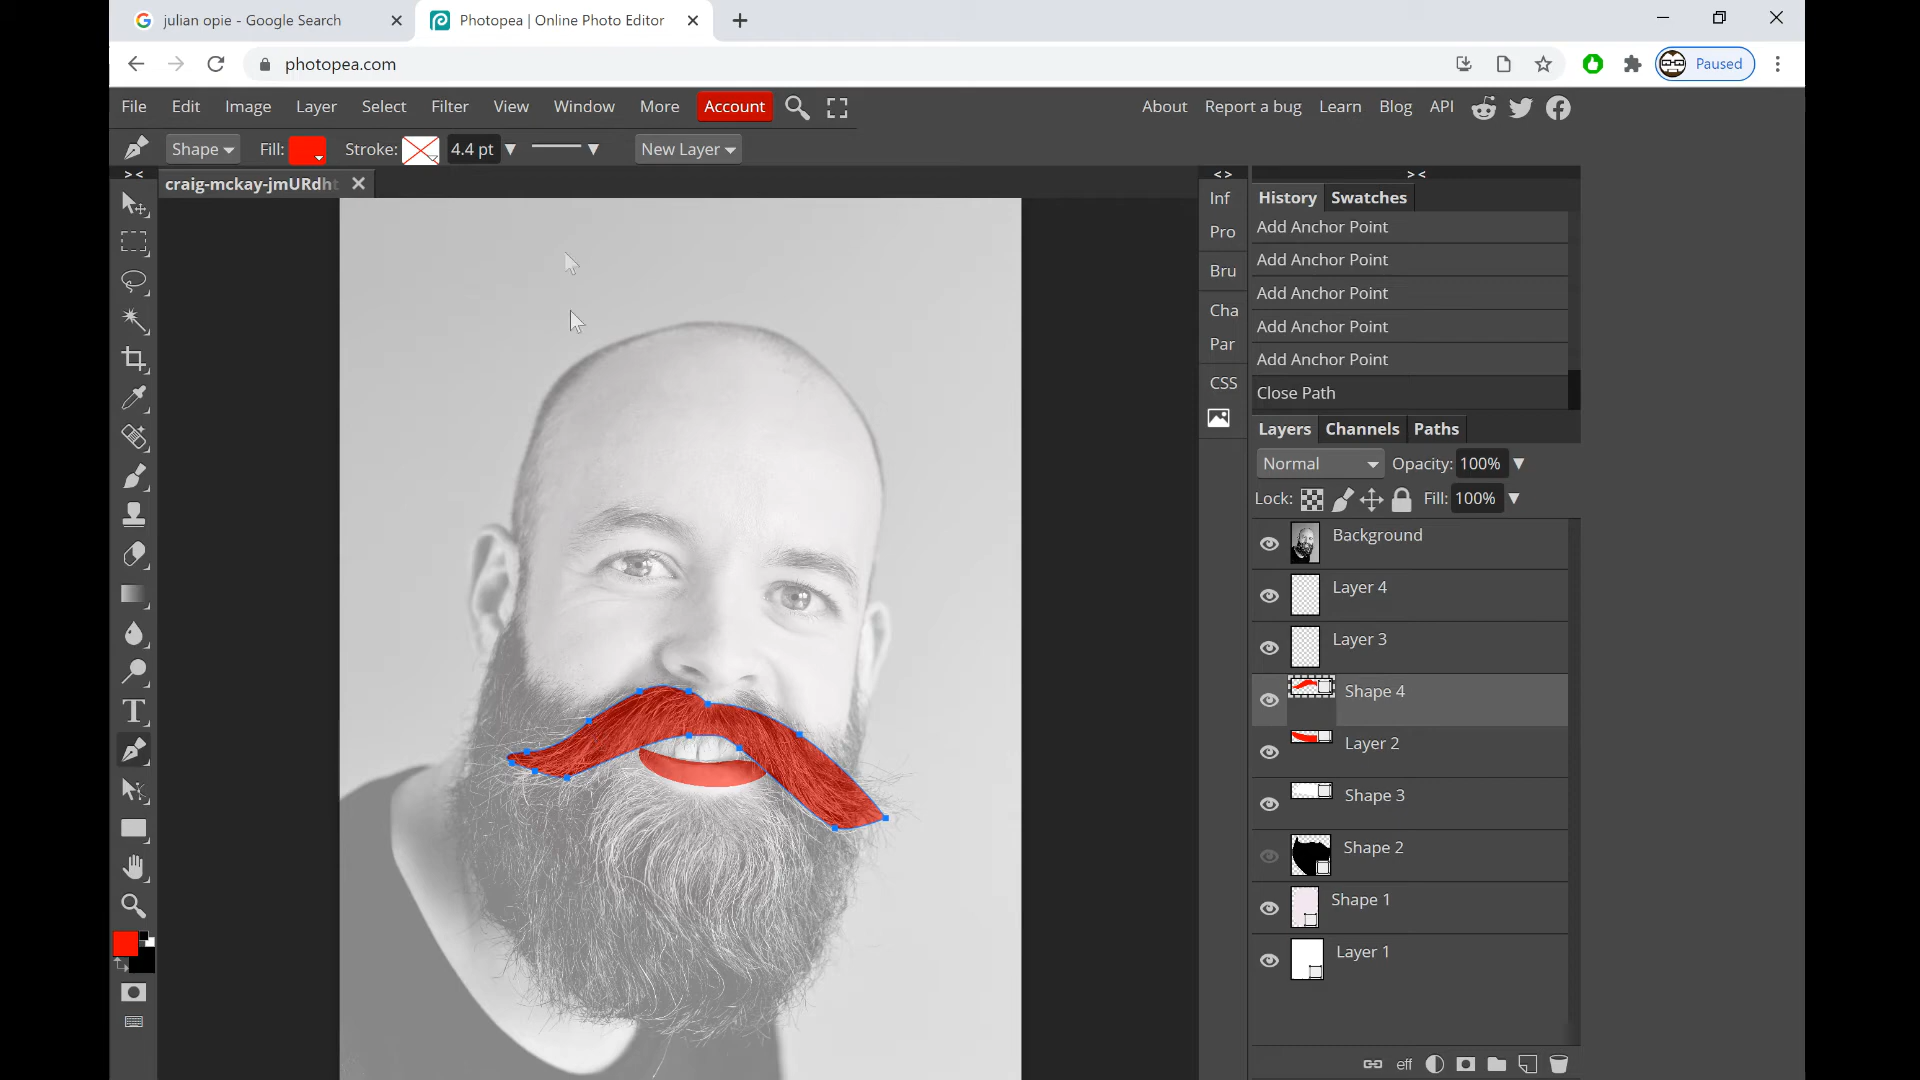 julian opie - Google Search
Photopea | Online Photo Editor
photopea.com
Paused
File Edit Image Layer Select Filter View Window More Account
About Report a bug Learn Blog API
Shape Fill: Stroke: 4.4 pt New Layer
craig-mckay-jmURdht
History Swatches
Inf
Pro
Bru
Cha
Par
CSS
Add Anchor Point
Add Anchor Point
Add Anchor Point
Add Anchor Point
Add Anchor Point
Close Path
Layers Channels Paths
Normal Opacity: 100%
Lock: Fill: 100%
Background
Layer 4
Layer 3
Shape 4
Layer 2
Shape 3
Shape 2
Shape 1
Layer 1
eff